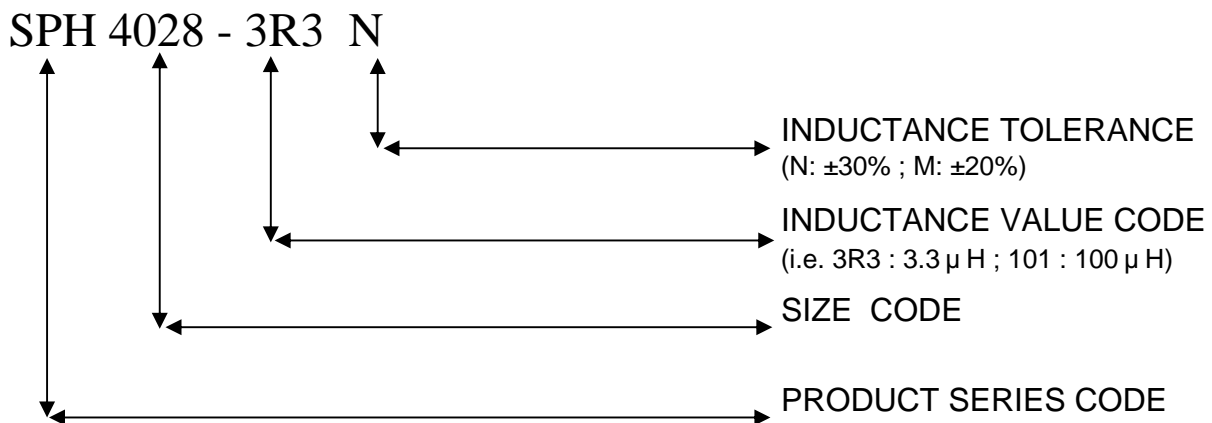 SPH 4028 - 3R3 N
INDUCTANCE TOLERANCE
(N: ±30% ; M: ±20%)
INDUCTANCE VALUE CODE
(i.e. 3R3 : 3.3 μ H ; 101 : 100 μ H)
SIZE CODE
PRODUCT SERIES CODE